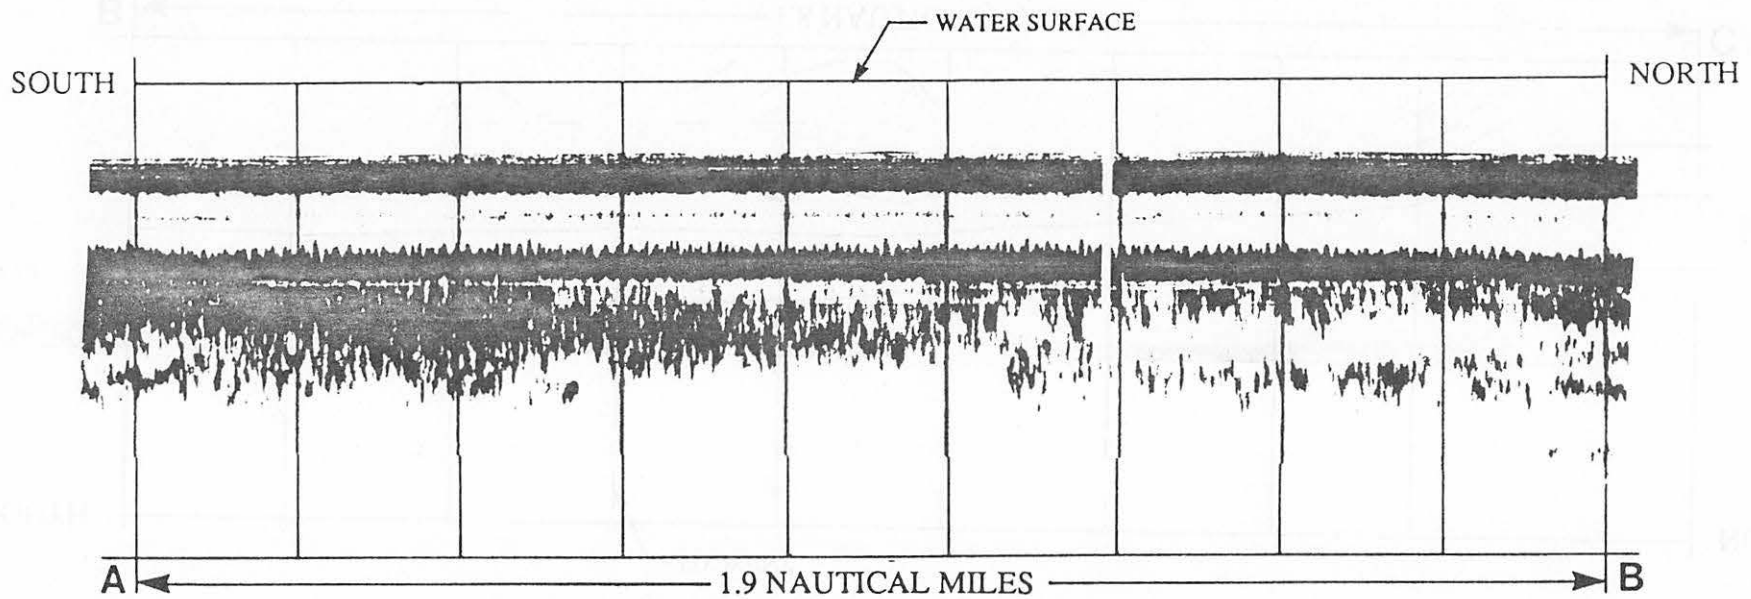 WATER SURFACE
SOUTH
NORTH
A
1.9 NAUTICAL MILES
B